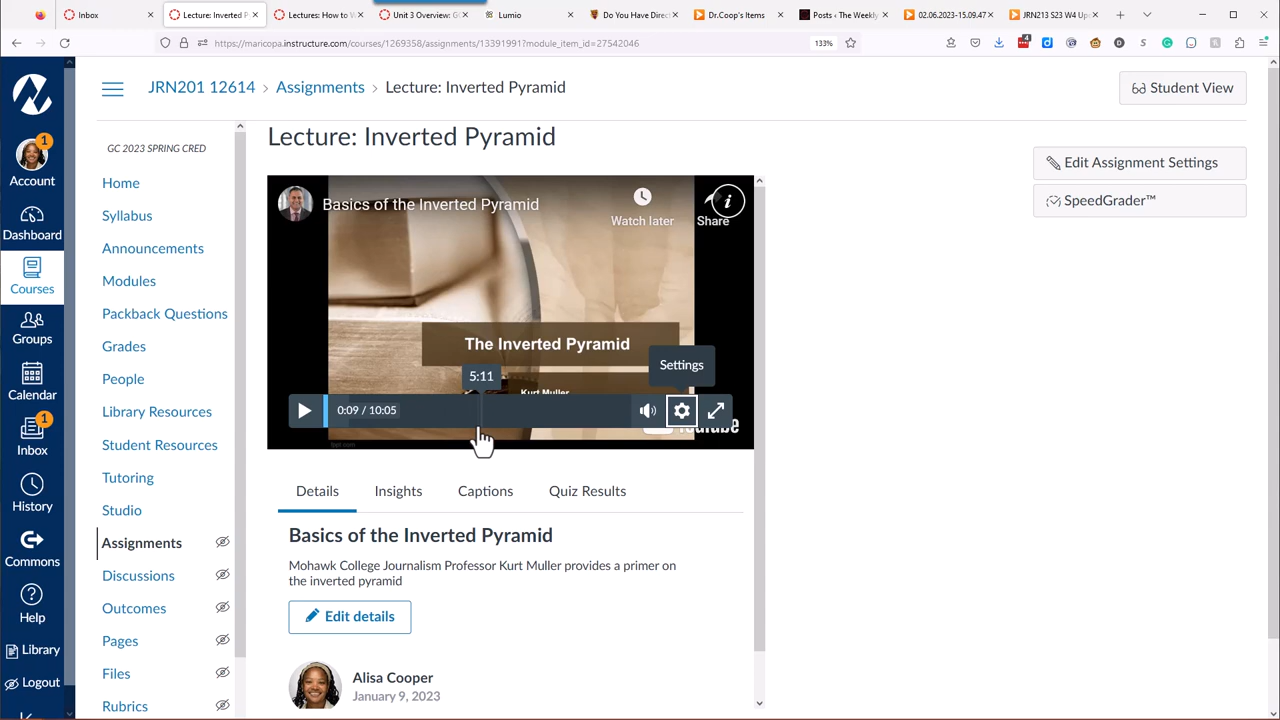 Inbox
Lecture: Inverted P
Lectures: How to W
Unit 3 Overview: G
Lumio
Do You Have Direc
Dr.Coop's Items
Posts ‹ The Weekly
02.06.2023-15.09.47
JRN213 S23 W4 Up
https://maricopa.instructure.com/courses/1269358/assignments/13391991?module_item_id=27542046
133%
4
JRN201 12614 > Assignments > Lecture: Inverted Pyramid
Student View
1
Account
Dashboard
Courses
Groups
Calendar
1
Inbox
History
Commons
Help
Library
Logout
GC 2023 SPRING CRED
Home
Syllabus
Announcements
Modules
Packback Questions
Grades
People
Library Resources
Student Resources
Tutoring
Studio
Assignments
Discussions
Outcomes
Pages
Files
Rubrics
Lecture: Inverted Pyramid
Edit Assignment Settings
SpeedGrader™
Basics of the Inverted Pyramid
Watch later
Share
The Inverted Pyramid
Settings
5:11
Kurt Muller
0:09 / 10:05
YouTube
Details
Insights
Captions
Quiz Results
Basics of the Inverted Pyramid
Mohawk College Journalism Professor Kurt Muller provides a primer on
the inverted pyramid
Edit details
Alisa Cooper
January 9, 2023